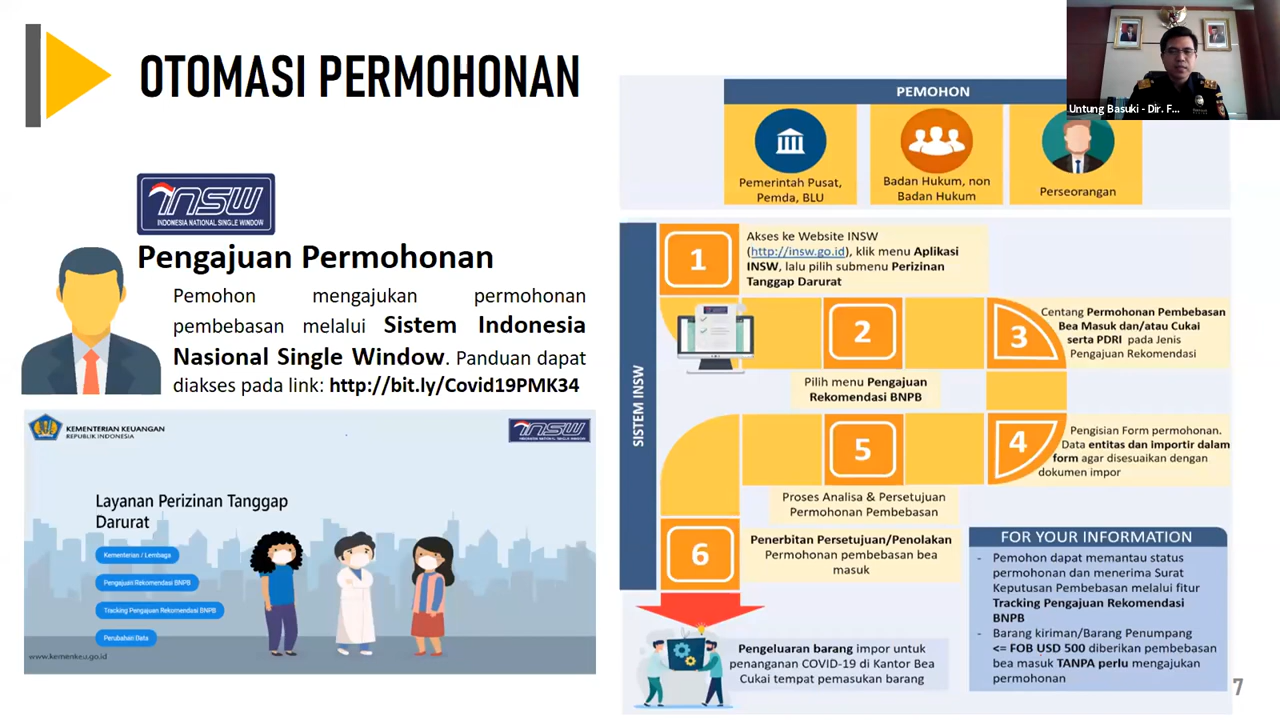 OTOMASI PERMOHONAN
INSW
INDONESIA NATIONAL SINGLE WINDOW
Pengajuan Permohonan
Pemohon mengajukan permohonan
pembebasan melalui Sistem Indonesia
Nasional Single Window. Panduan dapat
diakses pada link: http://bit.ly/Covid19PMK34
KEMENTERIAN KEUANGAN
REPUBLIK INDONESIA
INSW
INDONESIA NATIONAL SINGLE WINDOW
Layanan Perizinan Tanggap
Darurat
Kementerian / Lembaga
Pengajuan Rekomendasi BNPB
Tracking Pengajuan Rekomendasi BNPB
Perubahan Data
www.kemenkeu.go.id
PEMOHON
Pemerintah Pusat,
Pemda, BLU
Badan Hukum, non
Badan Hukum
Perseorangan
Untung Basuki - Dir. F...
SISTEM INSW
1
Akses ke Website INSW
(http://insw.go.id), klik menu Aplikasi
INSW, lalu pilih submenu Perizinan
Tanggap Darurat
2
Pilih menu Pengajuan
Rekomendasi BNPB
3
Centang Permohonan Pembebasan
Bea Masuk dan/atau Cukai
serta PDRI pada Jenis
Pengajuan Rekomendasi
4
Pengisian Form permohonan.
Data entitas dan importir dalam
form agar disesuaikan dengan
dokumen impor
5
Proses Analisa & Persetujuan
Permohonan Pembebasan
6
Penerbitan Persetujuan/Penolakan
Permohonan pembebasan bea
masuk
Pengeluaran barang impor untuk
penanganan COVID-19 di Kantor Bea
Cukai tempat pemasukan barang
FOR YOUR INFORMATION
- Pemohon dapat memantau status
permohonan dan menerima Surat
Keputusan Pembebasan melalui fitur
Tracking Pengajuan Rekomendasi
BNPB
- Barang kiriman/Barang Penumpang
<= FOB USD 500 diberikan pembebasan
bea masuk TANPA perlu mengajukan
permohonan
7